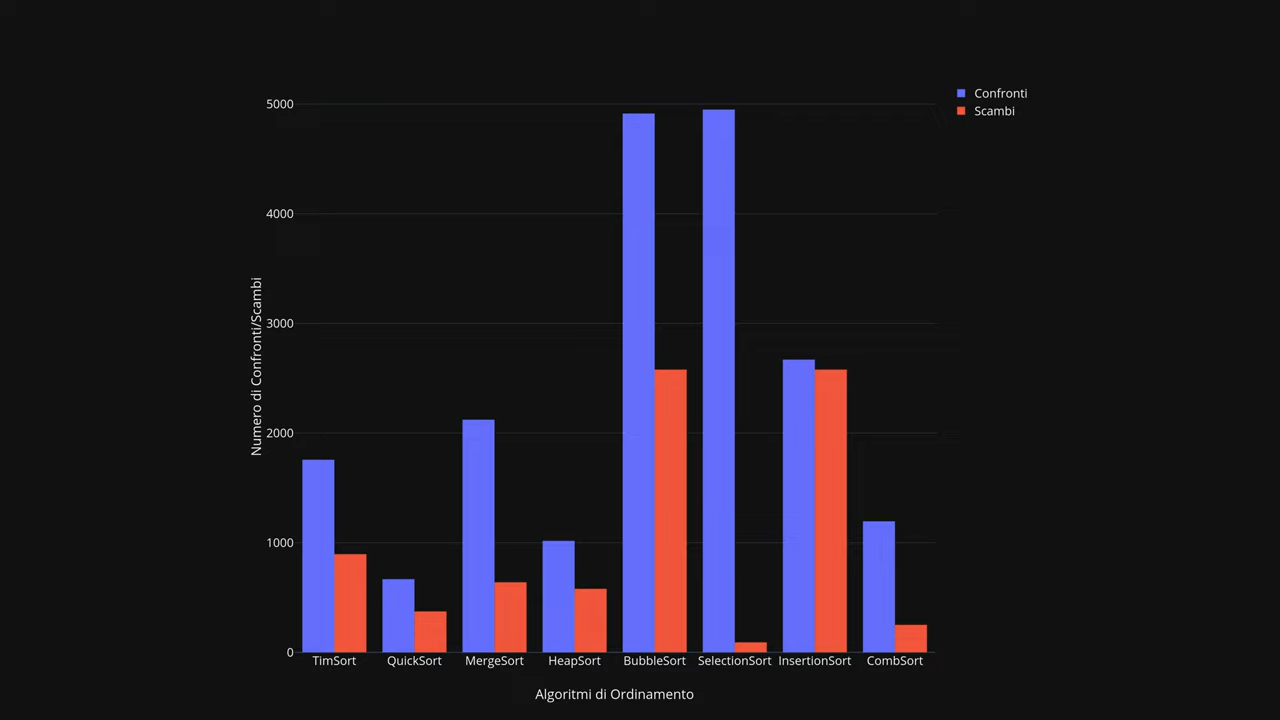 Confronti
Scambi
5000
4000
3000
2000
1000
0
Numero di Confronti/Scambi
TimSort QuickSort MergeSort HeapSort BubbleSort SelectionSort InsertionSort CombSort
Algoritmi di Ordinamento